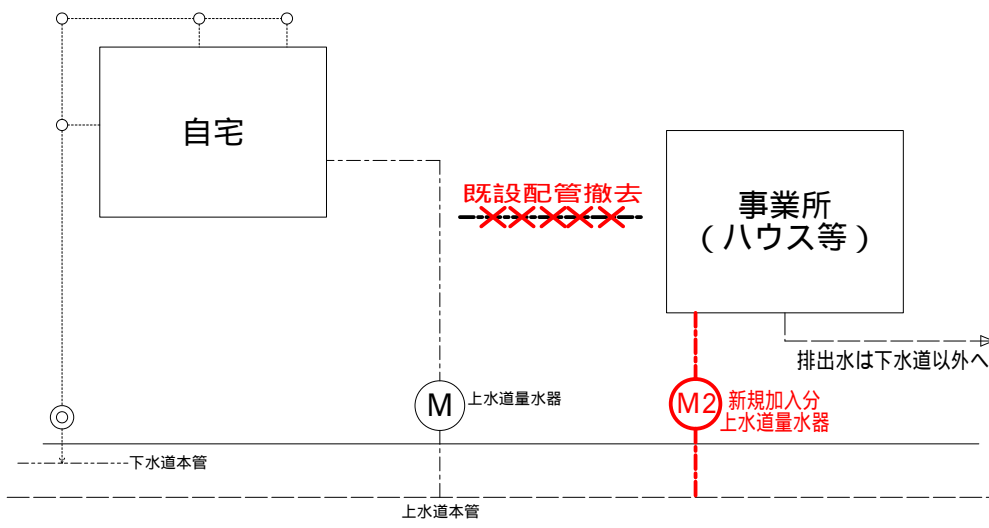 自宅
既設配管撤去
事業所
（ハウス等）
排出水は下水道以外へ
M
上水道量水器
M2
新規加入分
上水道量水器
下水道本管
上水道本管